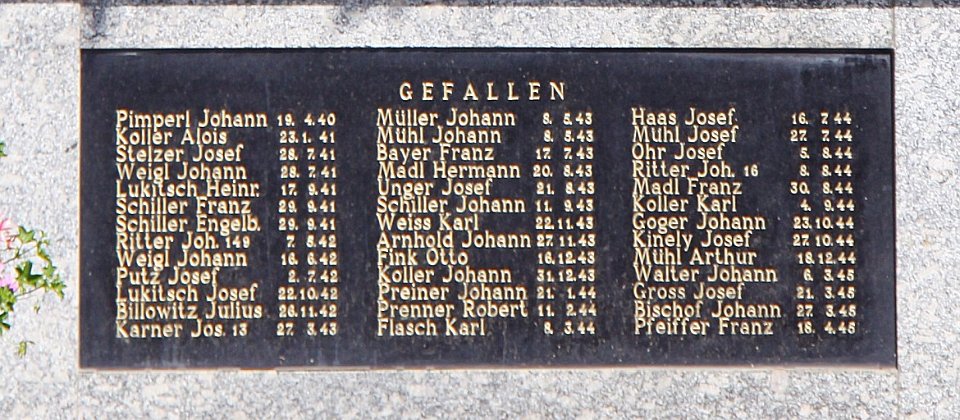 GEFALLEN
Pimperl Johann 19. 4.40
Koller Alois 23.1. 41
Stelzer Josef 28. 7.41
Weigl Johann 28. 7.41
Lukitsch Heinr. 17. 9.41
Schiller Franz 29. 9.41
Schiller Engelb. 29. 9.41
Ritter Joh. 149 7. 5.42
Weigl Johann 16. 6.42
Putz Josef 2. 7.42
Lukitsch Josef 22.10.42
Billowitz Julius 26.11.42
Karner Jos. 13 27. 3.43
Müller Johann 8. 5.43
Mühl Johann 8. 5.43
Bayer Franz 17. 7.43
Madl Hermann 20. 8.43
Unger Josef 21. 8.43
Schiller Johann 11. 9.43
Weiss Karl 22.11.43
Arnhold Johann 27.11.43
Fink Otto 16.12.43
Koller Johann 31.12.43
Preiner Johann 21. 1.44
Prenner Robert 11. 2.44
Flasch Karl 8. 3.44
Haas Josef 16. 7 44
Mühl Josef 27. 7.44
Ohr Josef 5. 8.44
Ritter Joh. 16 8. 8.44
Madl Franz 30. 8.44
Koller Karl 4. 9.44
Goger Johann 23.10.44
Kinely Josef 27.10.44
Mühl Arthur 18.12.44
Walter Johann 6. 3.45
Gross Josef 21. 3.45
Bischof Johann 27. 3.45
Pfeiffer Franz 16. 4.45